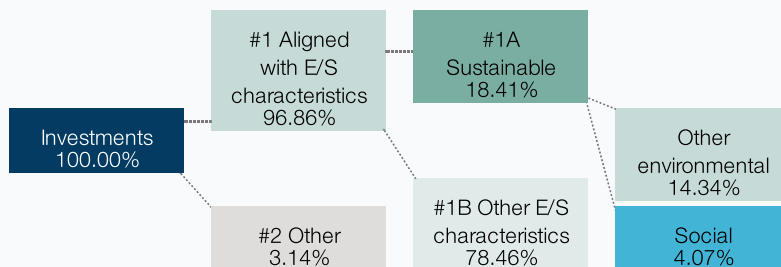 Investments
100.00%
#1 Aligned
with E/S
characteristics
96.86%
#2 Other
3.14%
#1A
Sustainable
18.41%
#1B Other E/S
characteristics
78.46%
Other
environmental
14.34%
Social
4.07%